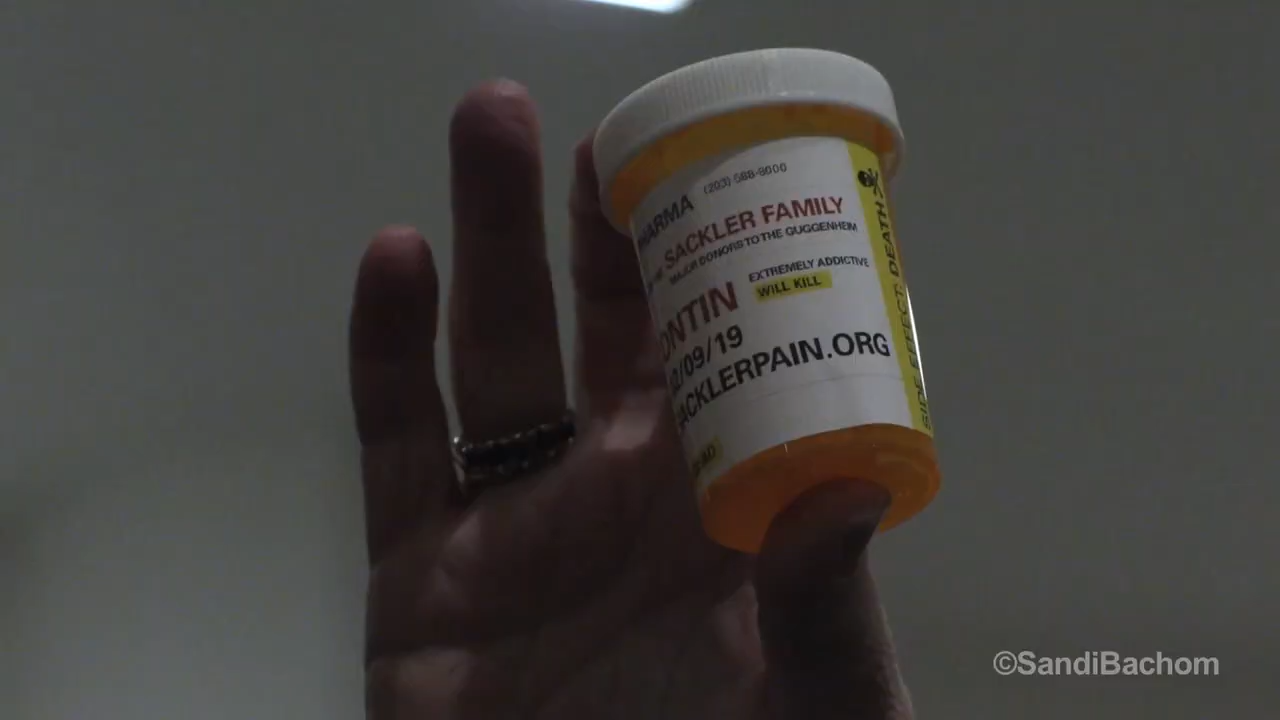 (203) 588-8000
SACKLER FAMILY
MAJOR DONORS TO THE GUGGENHEIM
ONTIN
EXTREMELY ADDICTIVE
WILL KILL
2/09/19
SACKLERPAIN.ORG
SIDE EFFECT: DEATH
©SandiBachom